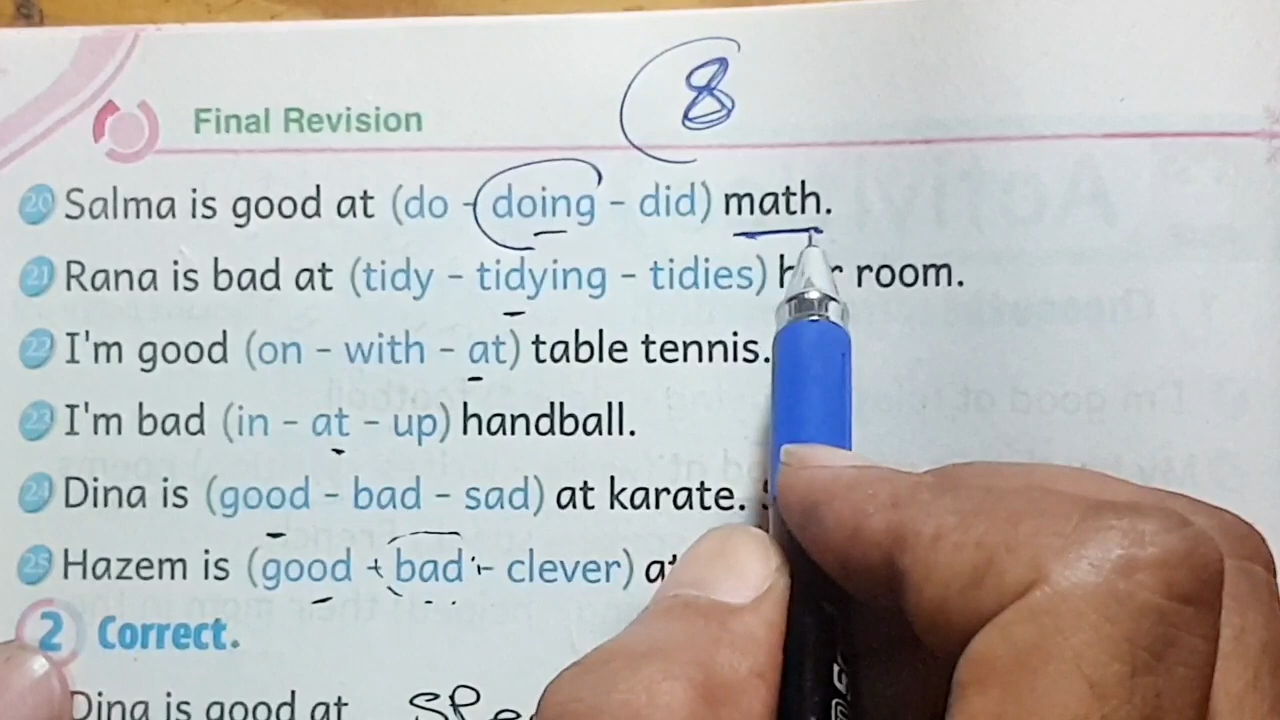 8
Final Revision
20 Salma is good at (do - doing - did) math.
21 Rana is bad at (tidy - tidying - tidies) her room.
22 I'm good (on - with - at) table tennis.
23 I'm bad (in - at - up) handball.
24 Dina is (good - bad - sad) at karate.
25 Hazem is (good - bad - clever) at
2 Correct.
Dina is good at